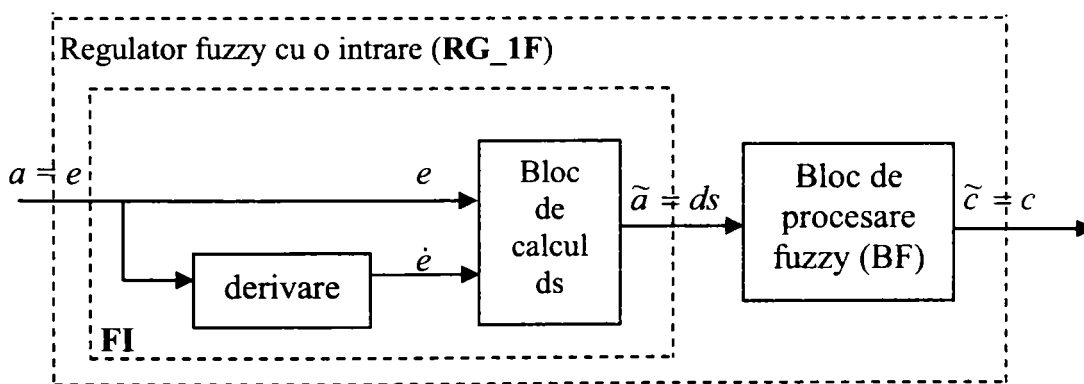 Regulator fuzzy cu o intrare (RG_1F)
a = e
e
derivare
ė
Bloc
de
calcul
ds
ã = ds
Bloc de
procesare
fuzzy (BF)
c̃ = c
FI